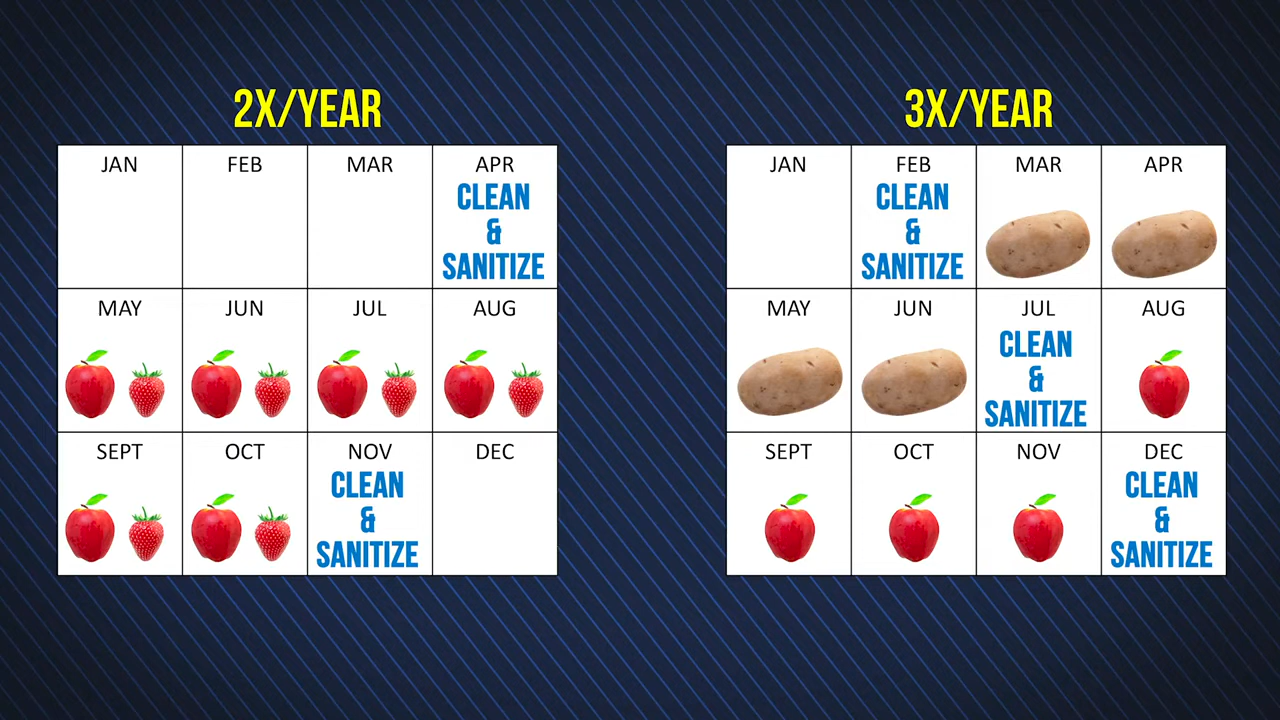 2X/YEAR
JAN FEB MAR APR
CLEAN
&
SANITIZE
MAY JUN JUL AUG
SEPT OCT NOV DEC
CLEAN
&
SANITIZE
3X/YEAR
JAN FEB MAR APR
CLEAN
&
SANITIZE
MAY JUN JUL AUG
CLEAN
&
SANITIZE
SEPT OCT NOV DEC
CLEAN
&
SANITIZE